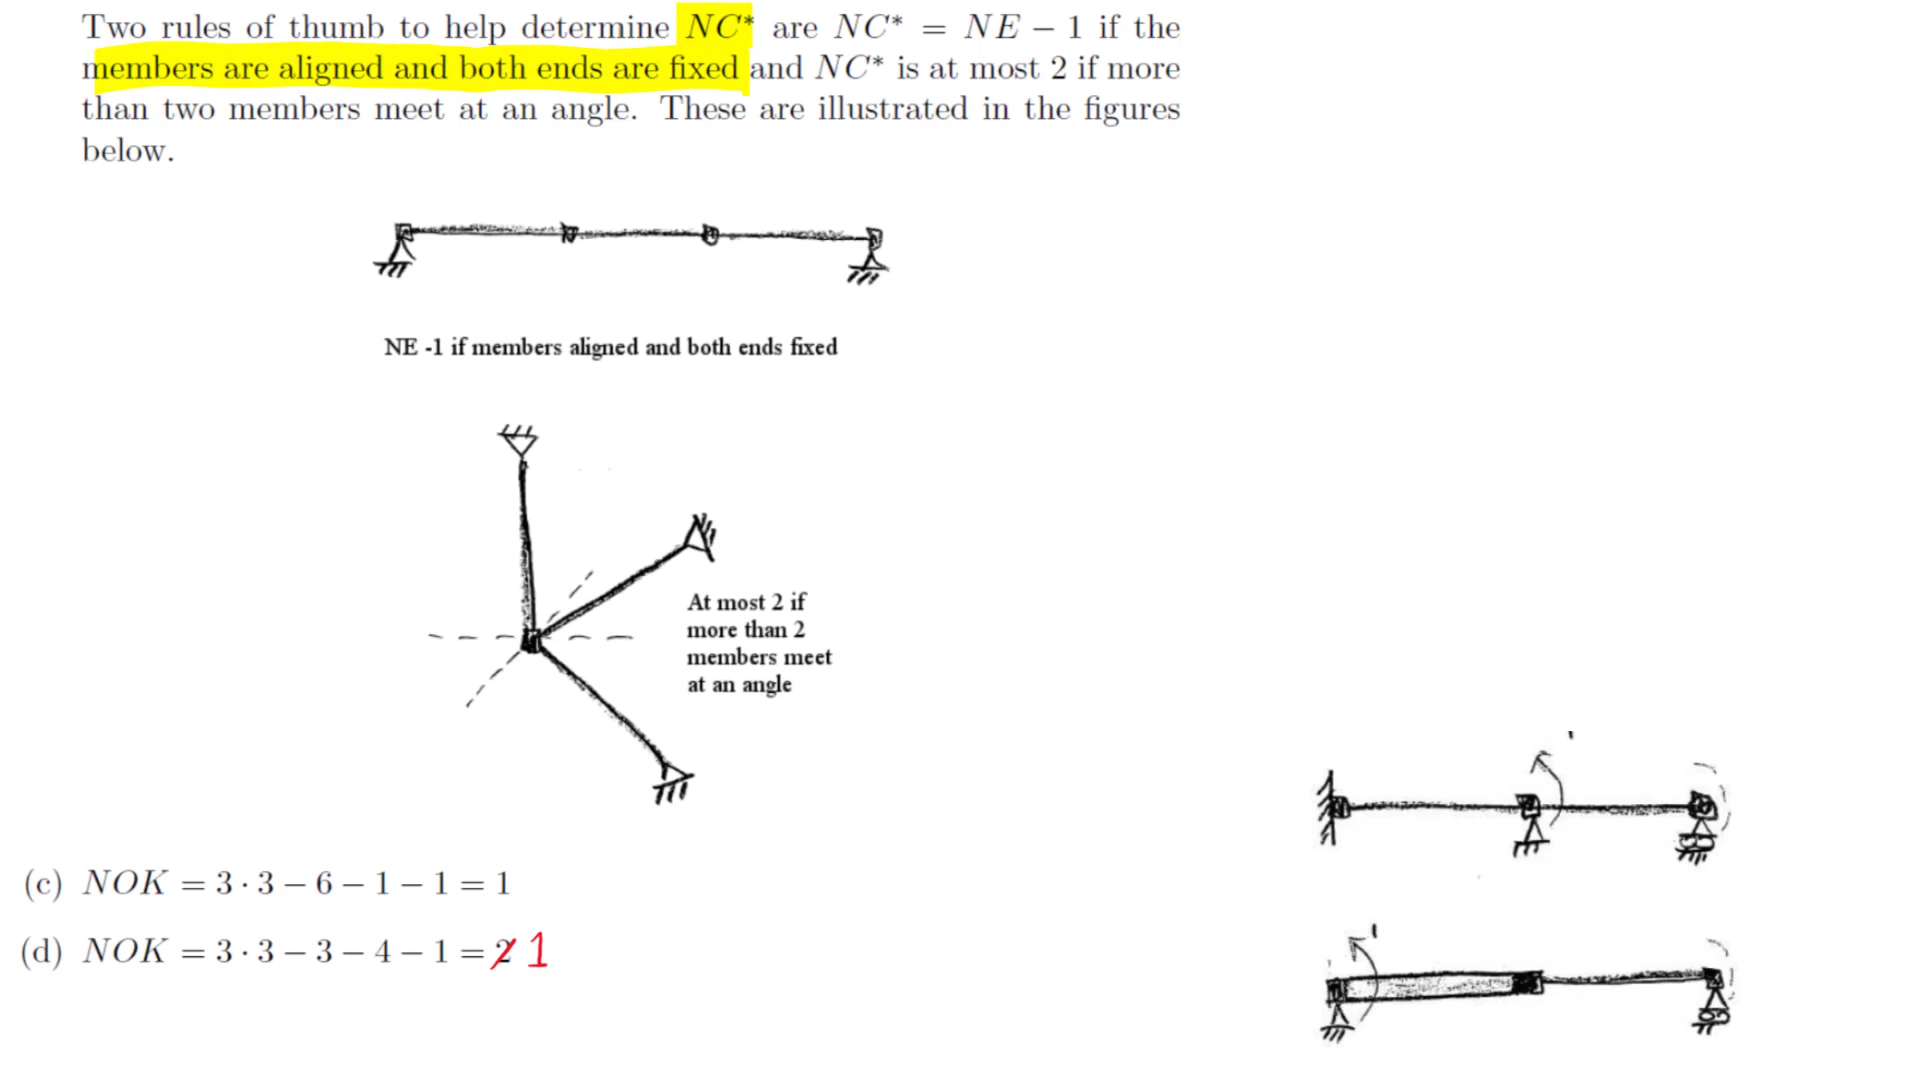 Two rules of thumb to help determine NC* are NC* = NE − 1 if the
members are aligned and both ends are fixed and NC* is at most 2 if more
than two members meet at an angle. These are illustrated in the figures
below.
NE -1 if members aligned and both ends fixed
At most 2 if
more than 2
members meet
at an angle
(c) NOK = 3 · 3 − 6 − 1 − 1 = 1
(d) NOK = 3 · 3 − 3 − 4 − 1 = 2 1